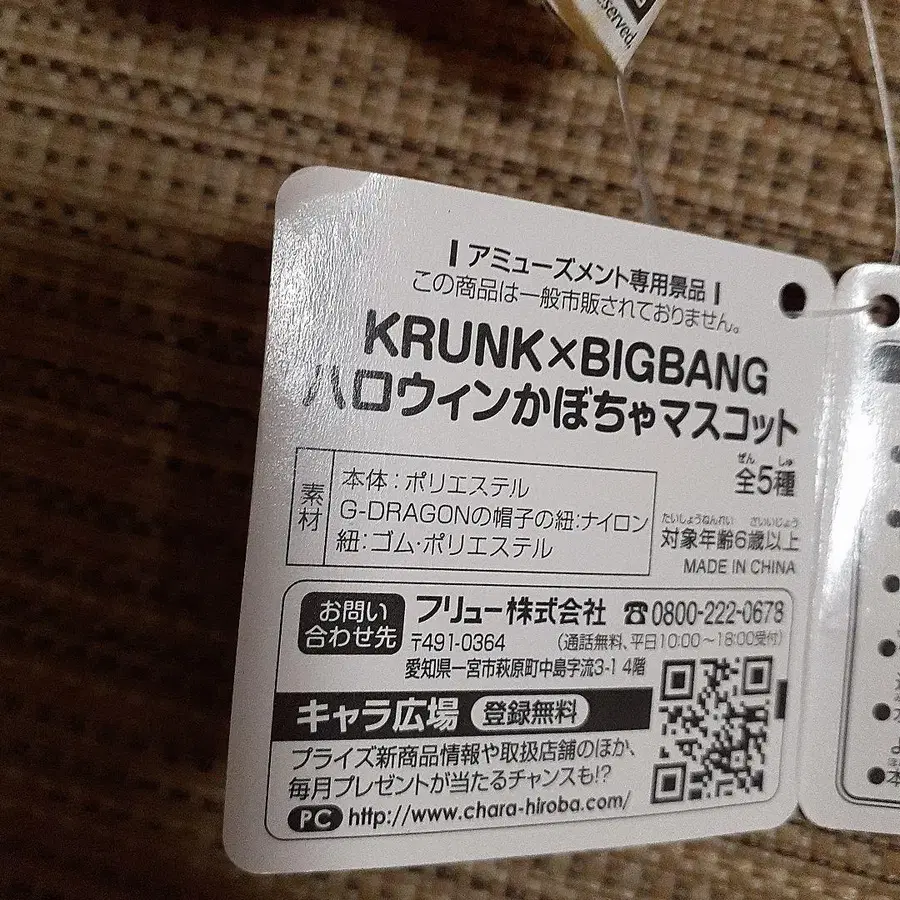 eserved.
アミューズメント専用景品
この商品は一般市販されておりません。
KRUNK×BIGBANG
ハロウィンかぼちゃマスコット
ぜん しゅ
全5種
素材
本体:ポリエステル
G-DRAGONの帽子の紐:ナイロン
紐:ゴム・ポリエステル
たいしょうねんれい さいいじょう
対象年齢6歳以上
MADE IN CHINA
お問い
合わせ先
フリュー株式会社 ☎0800-222-0678
〒491-0364 (通話無料、平日10:00~18:00受付)
愛知県一宮市萩原町中島字流3-1 4階
キャラ広場 登録無料
プライズ新商品情報や取扱店舗のほか、
毎月プレゼントが当たるチャンスも!?
PC http://www.chara-hiroba.com/